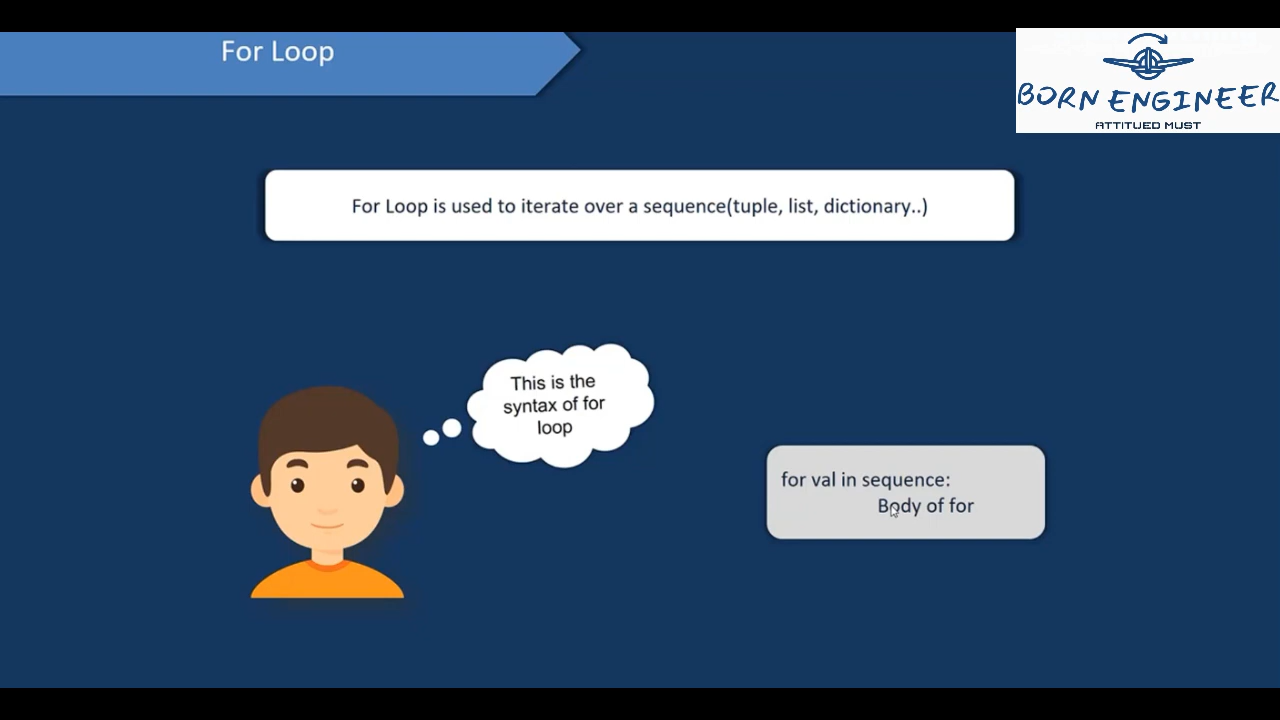 For Loop
BORN ENGINEER
ATTITUED MUST
For Loop is used to iterate over a sequence(tuple, list, dictionary..)
This is the
syntax of for
loop
for val in sequence:
Body of for